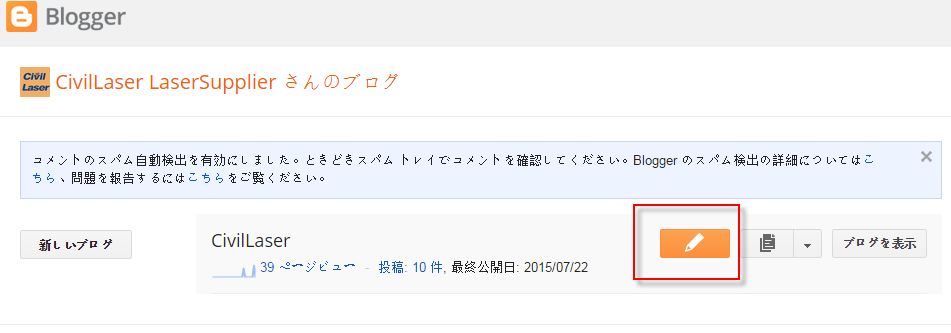 Blogger
Civil
Laser
CivilLaser LaserSupplier さんのブログ
コメントのスパム自動検出を有効にしました。ときどきスパム トレイでコメントを確認してください。Blogger のスパム検出の詳細についてはこ
ちら、問題を報告するにはこちらをご覧ください。
新しいブログ
CivilLaser
ブログを表示
39 ページビュー - 投稿: 10 件, 最終公開日: 2015/07/22